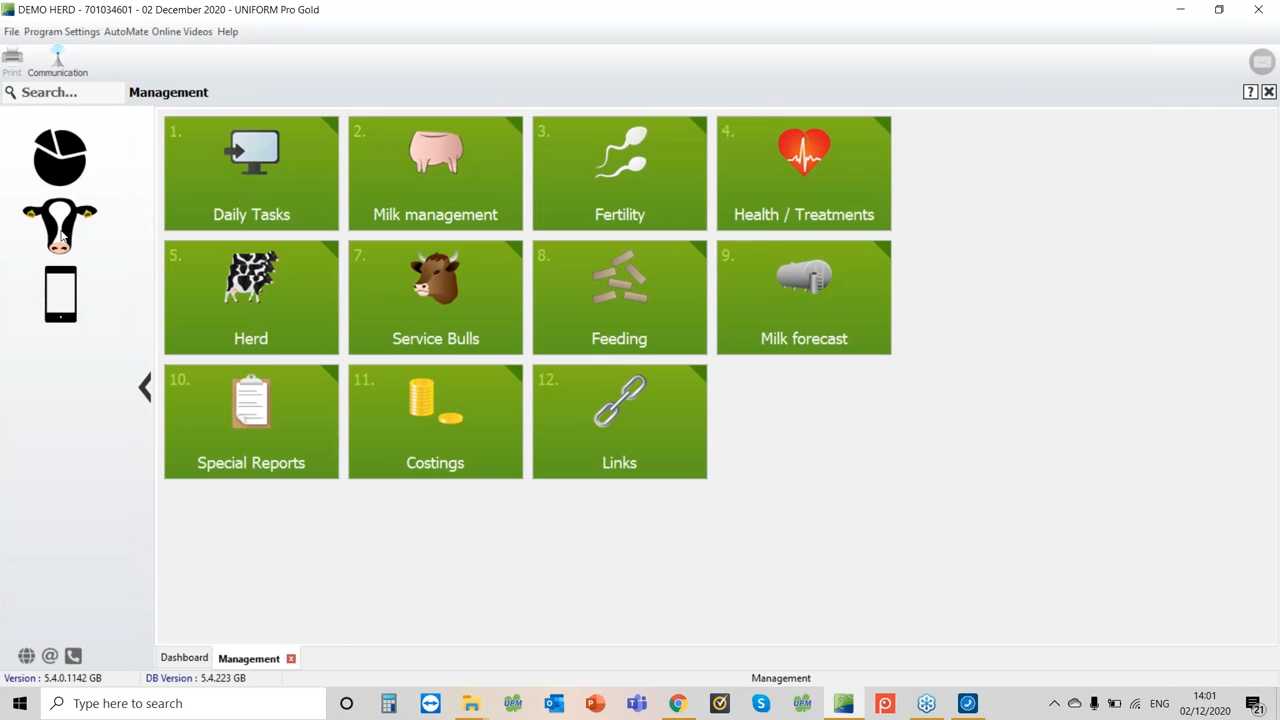 DEMO HERD - 701034601 - 02 December 2020 - UNIFORM Pro Gold
File Program Settings AutoMate Online Videos Help
Print Communication
Search... Management
1. 2. 3. 4.
Daily Tasks Milk management Fertility Health / Treatments
5. 7. 8. 9.
Herd Service Bulls Feeding Milk forecast
10. 11. 12.
Special Reports Costings Links
Dashboard Management
Version : 5.4.0.1142 GB DB Version : 5.4.223 GB Management
Type here to search UPM UPM ENG 14:01
02/12/2020 21